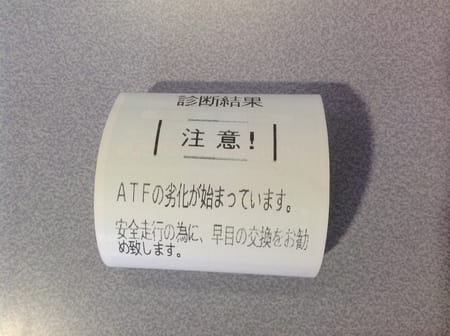 診断結果
注意!
ATFの劣化が始まっています。
安全走行の為に、早目の交換をお勧
め致します。